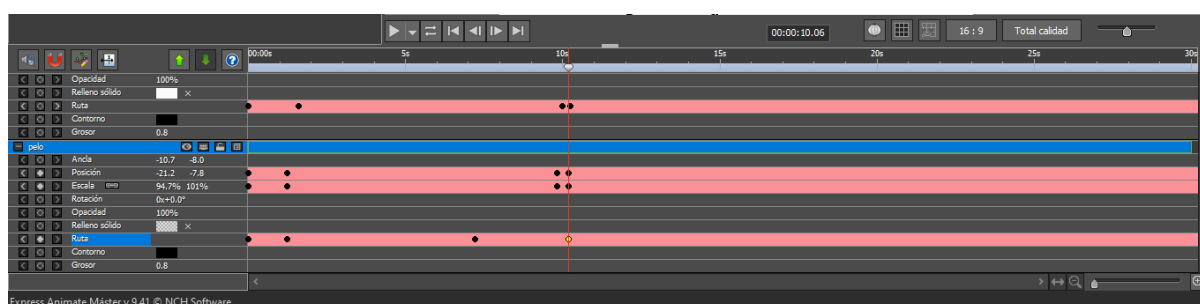 00:00:10.06 16 : 9 Total calidad
00:00s 5s 10s 15s 20s 25s 30s
Opacidad 100%
Relleno sólido ×
Ruta
Contorno
Grosor 0.8
pelo
Ancla -10.7 -8.0
Posición -21.2 -7.8
Escala 94.7% 101%
Rotación 0x+0.0°
Opacidad 100%
Relleno sólido ×
Ruta
Contorno
Grosor 0.8
Express Animate Máster v 9.41 © NCH Software